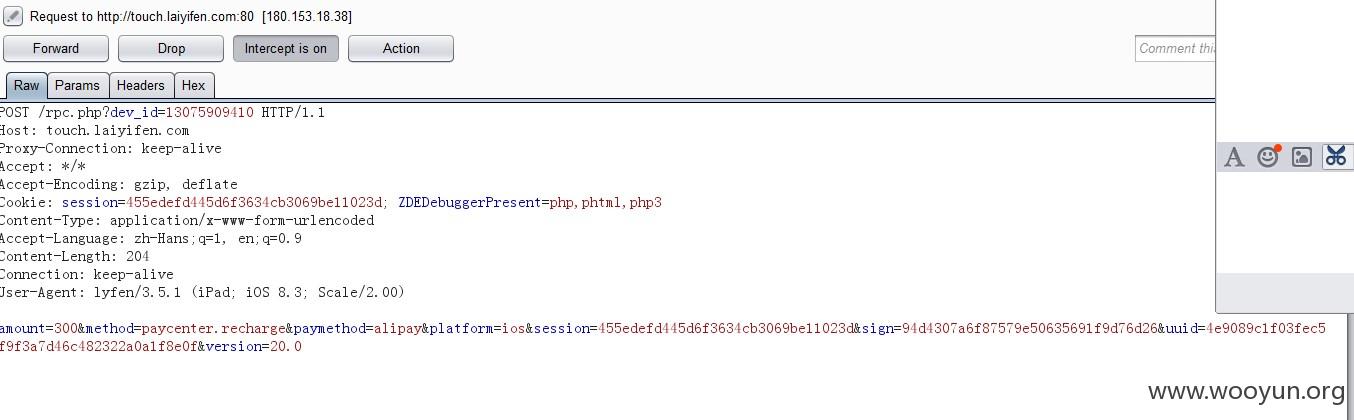 Request to http://touch.laiyifen.com:80 [180.153.18.38]
Forward Drop Intercept is on Action Comment thi
Raw Params Headers Hex
POST /rpc.php?dev_id=13075909410 HTTP/1.1
Host: touch.laiyifen.com
Proxy-Connection: keep-alive
Accept: */*
Accept-Encoding: gzip, deflate
Cookie: session=455edefd445d6f3634cb3069be11023d; ZDEDebuggerPresent=php,phtml,php3
Content-Type: application/x-www-form-urlencoded
Accept-Language: zh-Hans;q=1, en;q=0.9
Content-Length: 204
Connection: keep-alive
User-Agent: lyfen/3.5.1 (iPad; iOS 8.3; Scale/2.00)
amount=300&method=paycenter.recharge&paymethod=alipay&platform=ios&session=455edefd445d6f3634cb3069be11023d&sign=94d4307a6f87579e50635691f9d76d26&uuid=4e9089c1f03fec5
f9f3a7d46c482322a0a1f8e0f&version=20.0
www.wooyun.org